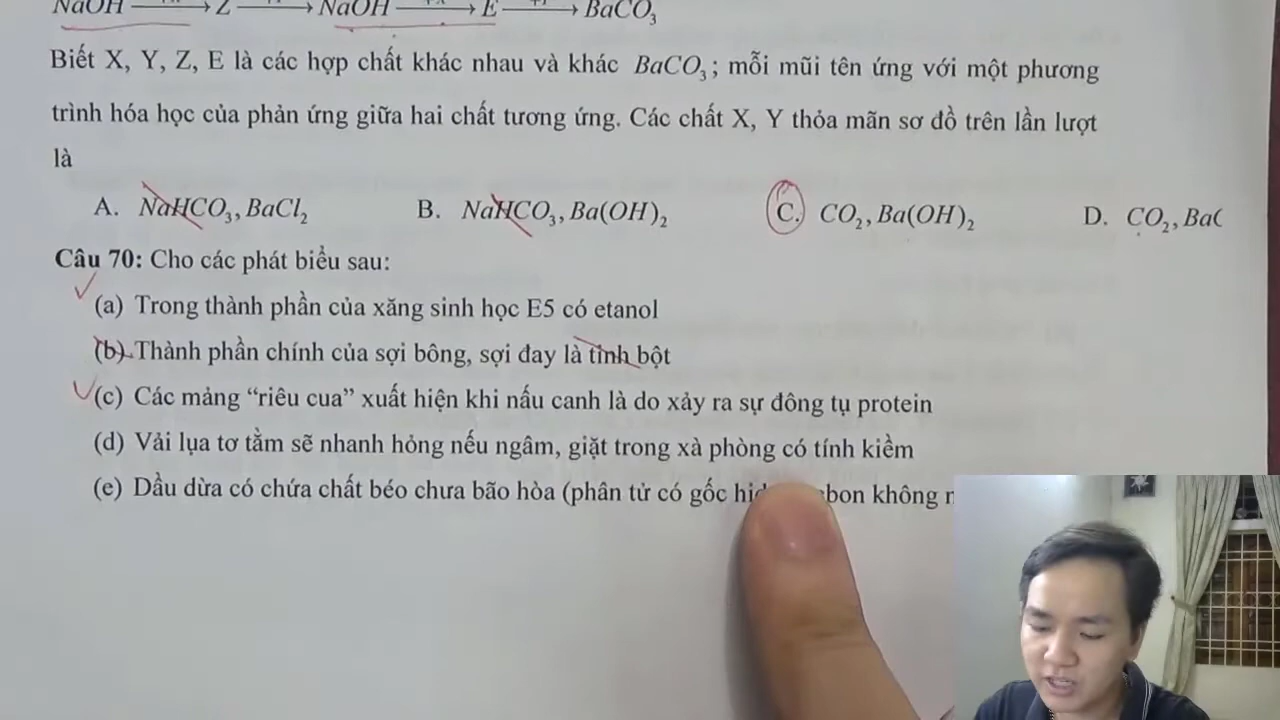 NaOH → Z → NaOH → E → BaCO₃
Biết X, Y, Z, E là các hợp chất khác nhau và khác BaCO₃; mỗi mũi tên ứng với một phương
trình hóa học của phản ứng giữa hai chất tương ứng. Các chất X, Y thỏa mãn sơ đồ trên lần lượt
là
A. NaHCO₃, BaCl₂ B. NaHCO₃, Ba(OH)₂ C. CO₂, Ba(OH)₂ D. CO₂, Ba(
Câu 70: Cho các phát biểu sau:
(a) Trong thành phần của xăng sinh học E5 có etanol
(b) Thành phần chính của sợi bông, sợi đay là tinh bột
(c) Các mảng “riêu cua” xuất hiện khi nấu canh là do xảy ra sự đông tụ protein
(d) Vải lụa tơ tằm sẽ nhanh hỏng nếu ngâm, giặt trong xà phòng có tính kiềm
(e) Dầu dừa có chứa chất béo chưa bão hòa (phân tử có gốc không